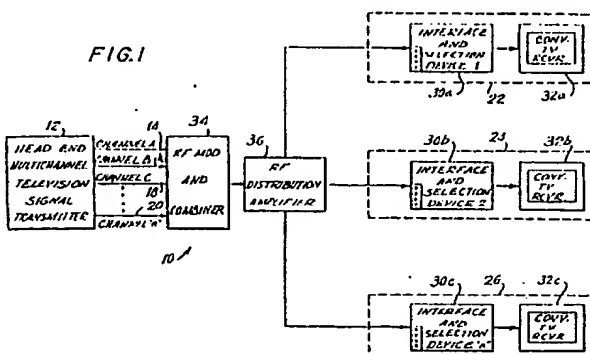 FIG.1
12
HEAD END
MULTICHANNEL
TELEVISION
SIGNAL
TRANSMITTER
CHANNEL A
14
CHANNEL B
CHANNEL C
18
20
CHANNEL "N"
34
RF MOD
AND
COMBINER
10
36
RF
DISTRIBUTION
AMPLIFIER
INTERFACE
AND
SELECTION
DEVICE 1
30a
22
CONV.
TV
RCVR.
32a
30b
INTERFACE
AND
SELECTION
DEVICE 2
23
32b
CONV.
TV
RCVR.
30c
INTERFACE
AND
SELECTION
DEVICE "N"
26
32c
CONV.
TV
RCVR.